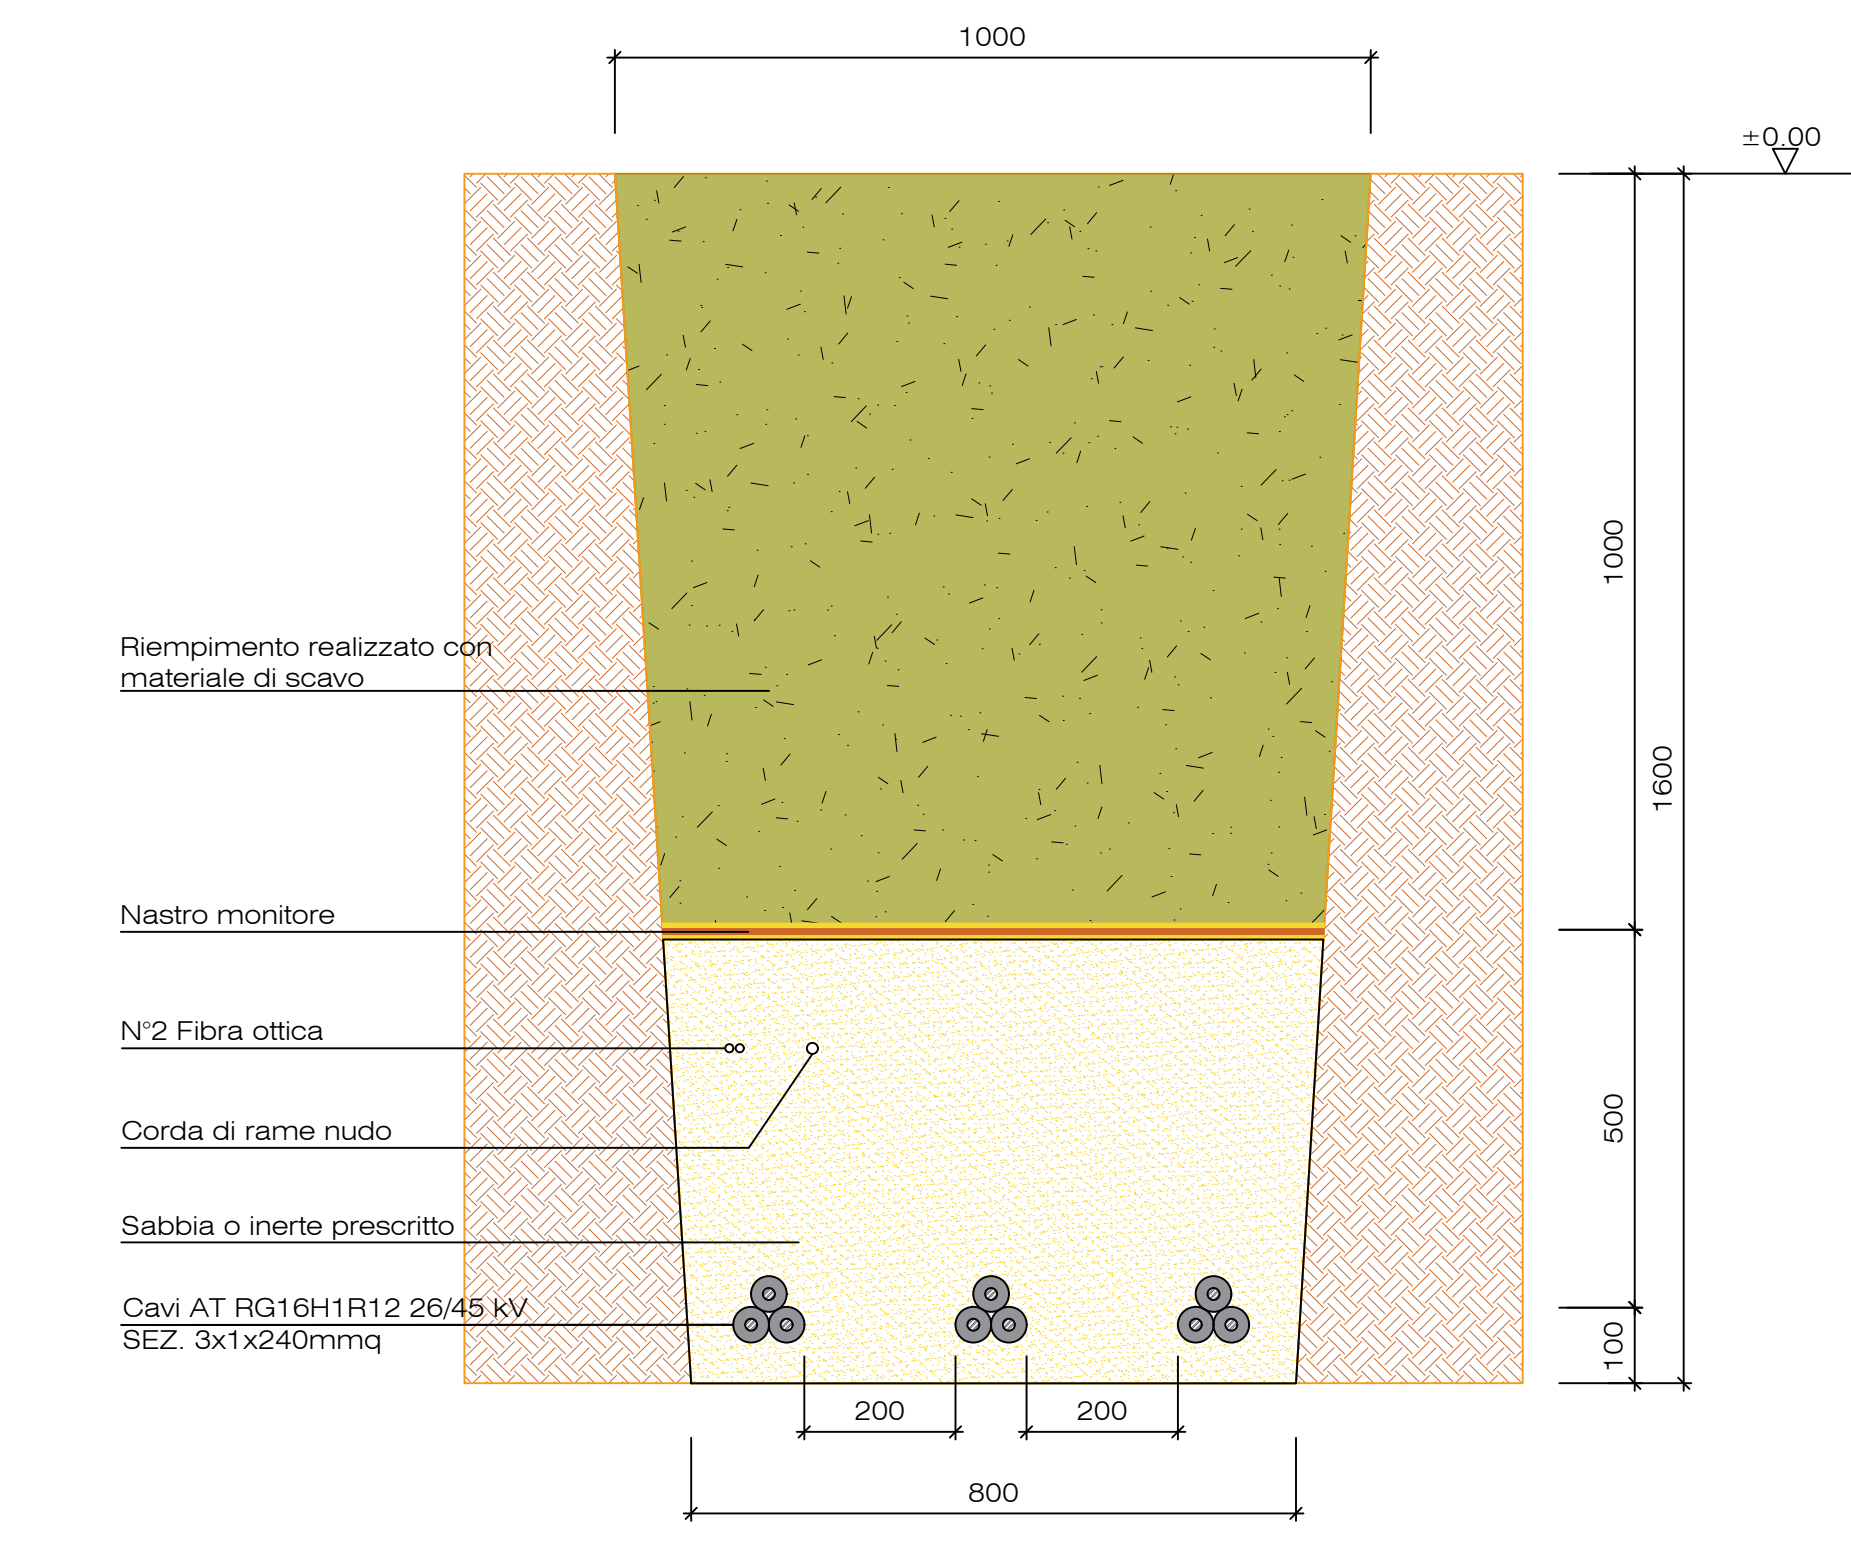 1000
±0.00
1000
1600
Riempimento realizzato con
materiale di scavo
Nastro monitore
N°2 Fibra ottica
500
Corda di rame nudo
Sabbia o inerte prescritto
Cavi AT RG16H1R12 26/45 kV
SEZ. 3x1x240mmq
100
200
200
800